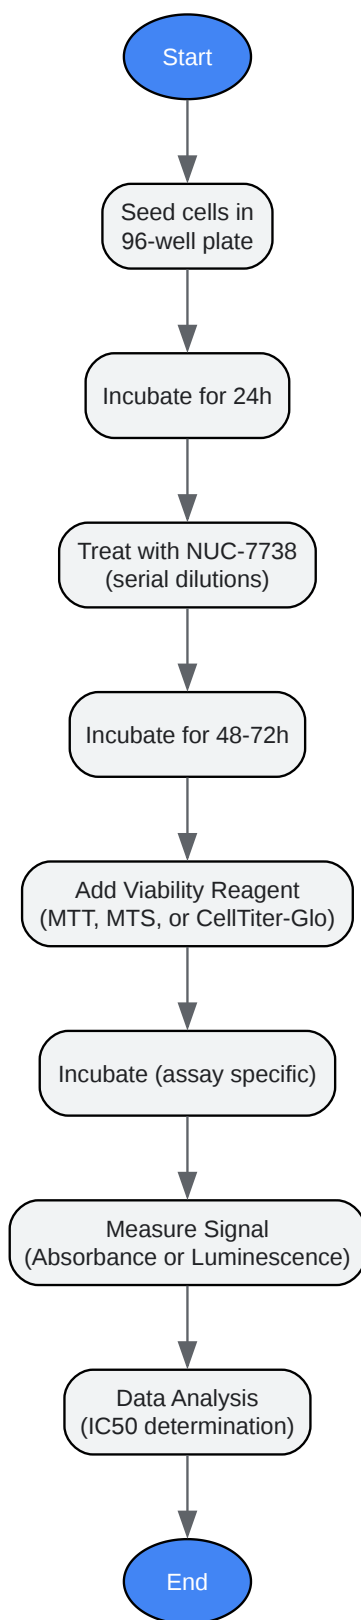 Start
Seed cells in
96-well plate
Incubate for 24h
Treat with NUC-7738
(serial dilutions)
Incubate for 48-72h
Add Viability Reagent
(MTT, MTS, or CellTiter-Glo)
Incubate (assay specific)
Measure Signal
(Absorbance or Luminescence)
Data Analysis
(IC50 determination)
End